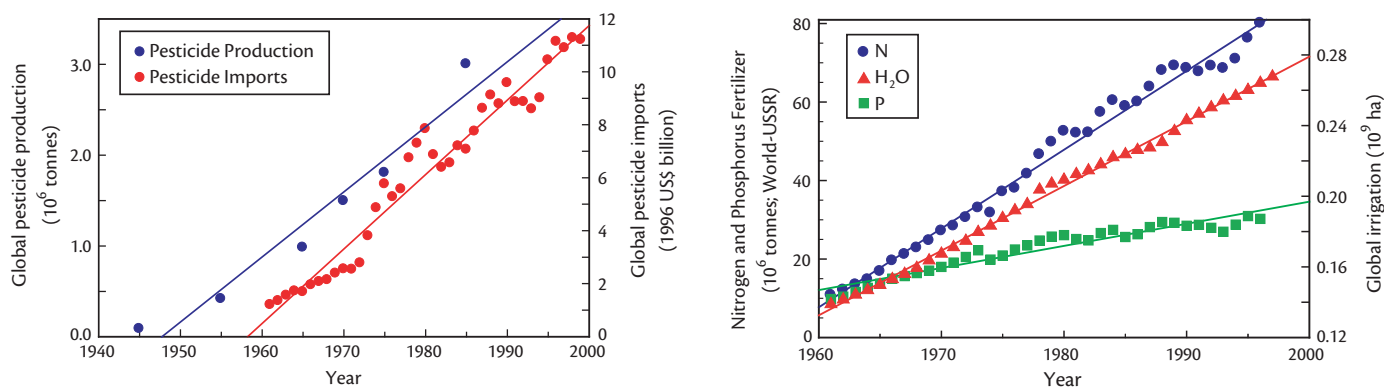 Pesticide Production
Pesticide Imports
Global pesticide production
(10⁶ tonnes)
3.0
2.0
1.0
0.0
12
10
8
6
4
2
0
Global pesticide imports
(1996 US$ billion)
1940 1950 1960 1970 1980 1990 2000
Year
N
H₂O
P
Nitrogen and Phosphorus Fertilizer
(10⁶ tonnes; World-USSR)
80
60
40
20
0
0.28
0.24
0.20
0.16
0.12
Global irrigation (10⁹ ha)
1960 1970 1980 1990 2000
Year